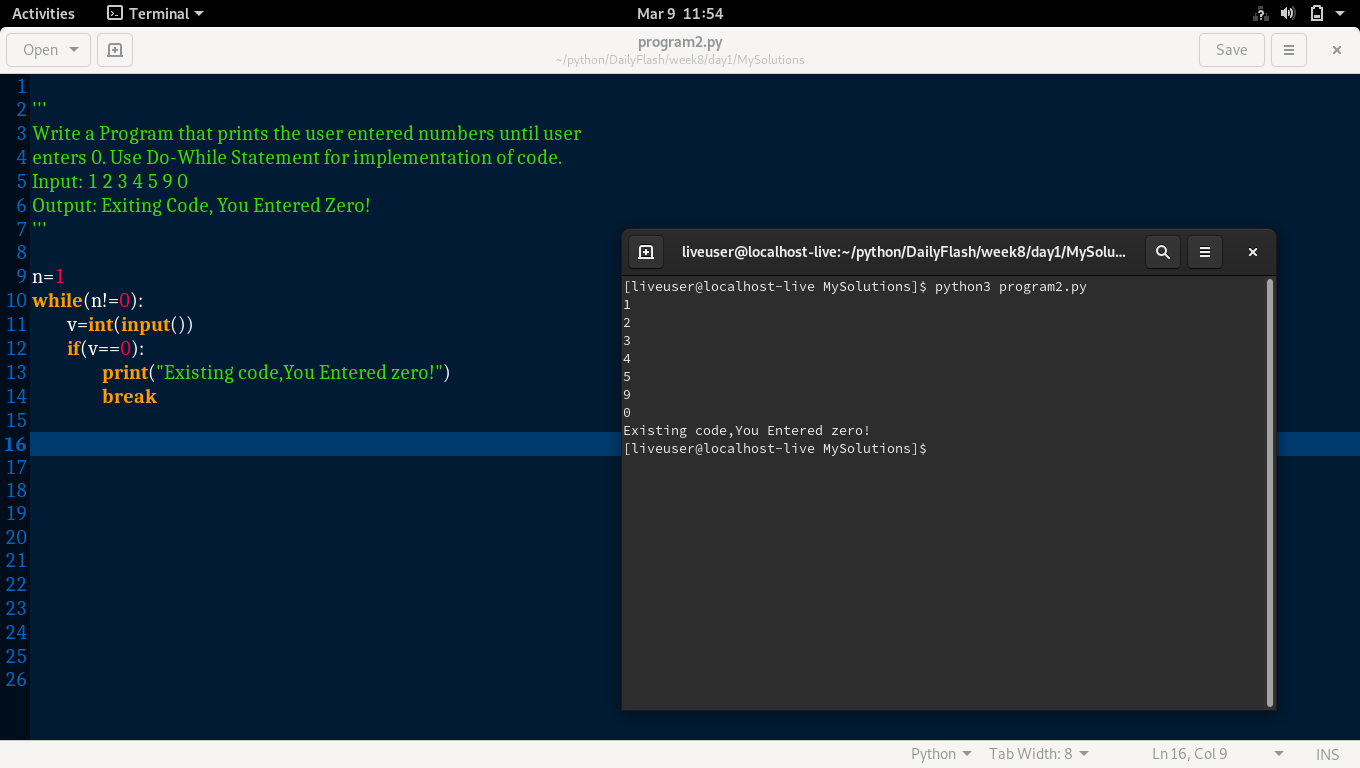 Activities Terminal Mar 9 11:54
Open program2.py Save
~/python/DailyFlash/week8/day1/MySolutions
1
2 '''
3 Write a Program that prints the user entered numbers until user
4 enters 0. Use Do-While Statement for implementation of code.
5 Input: 1 2 3 4 5 9 0
6 Output: Exiting Code, You Entered Zero!
7 '''
8
9 n=1
10 while(n!=0):
11 v=int(input())
12 if(v==0):
13 print("Existing code,You Entered zero!")
14 break
15
16
17
18
19
20
21
22
23
24
25
26
liveuser@localhost-live:~/python/DailyFlash/week8/day1/MySolu...
[liveuser@localhost-live MySolutions]$ python3 program2.py
1
2
3
4
5
9
0
Existing code,You Entered zero!
[liveuser@localhost-live MySolutions]$
Python Tab Width: 8 Ln 16, Col 9 INS